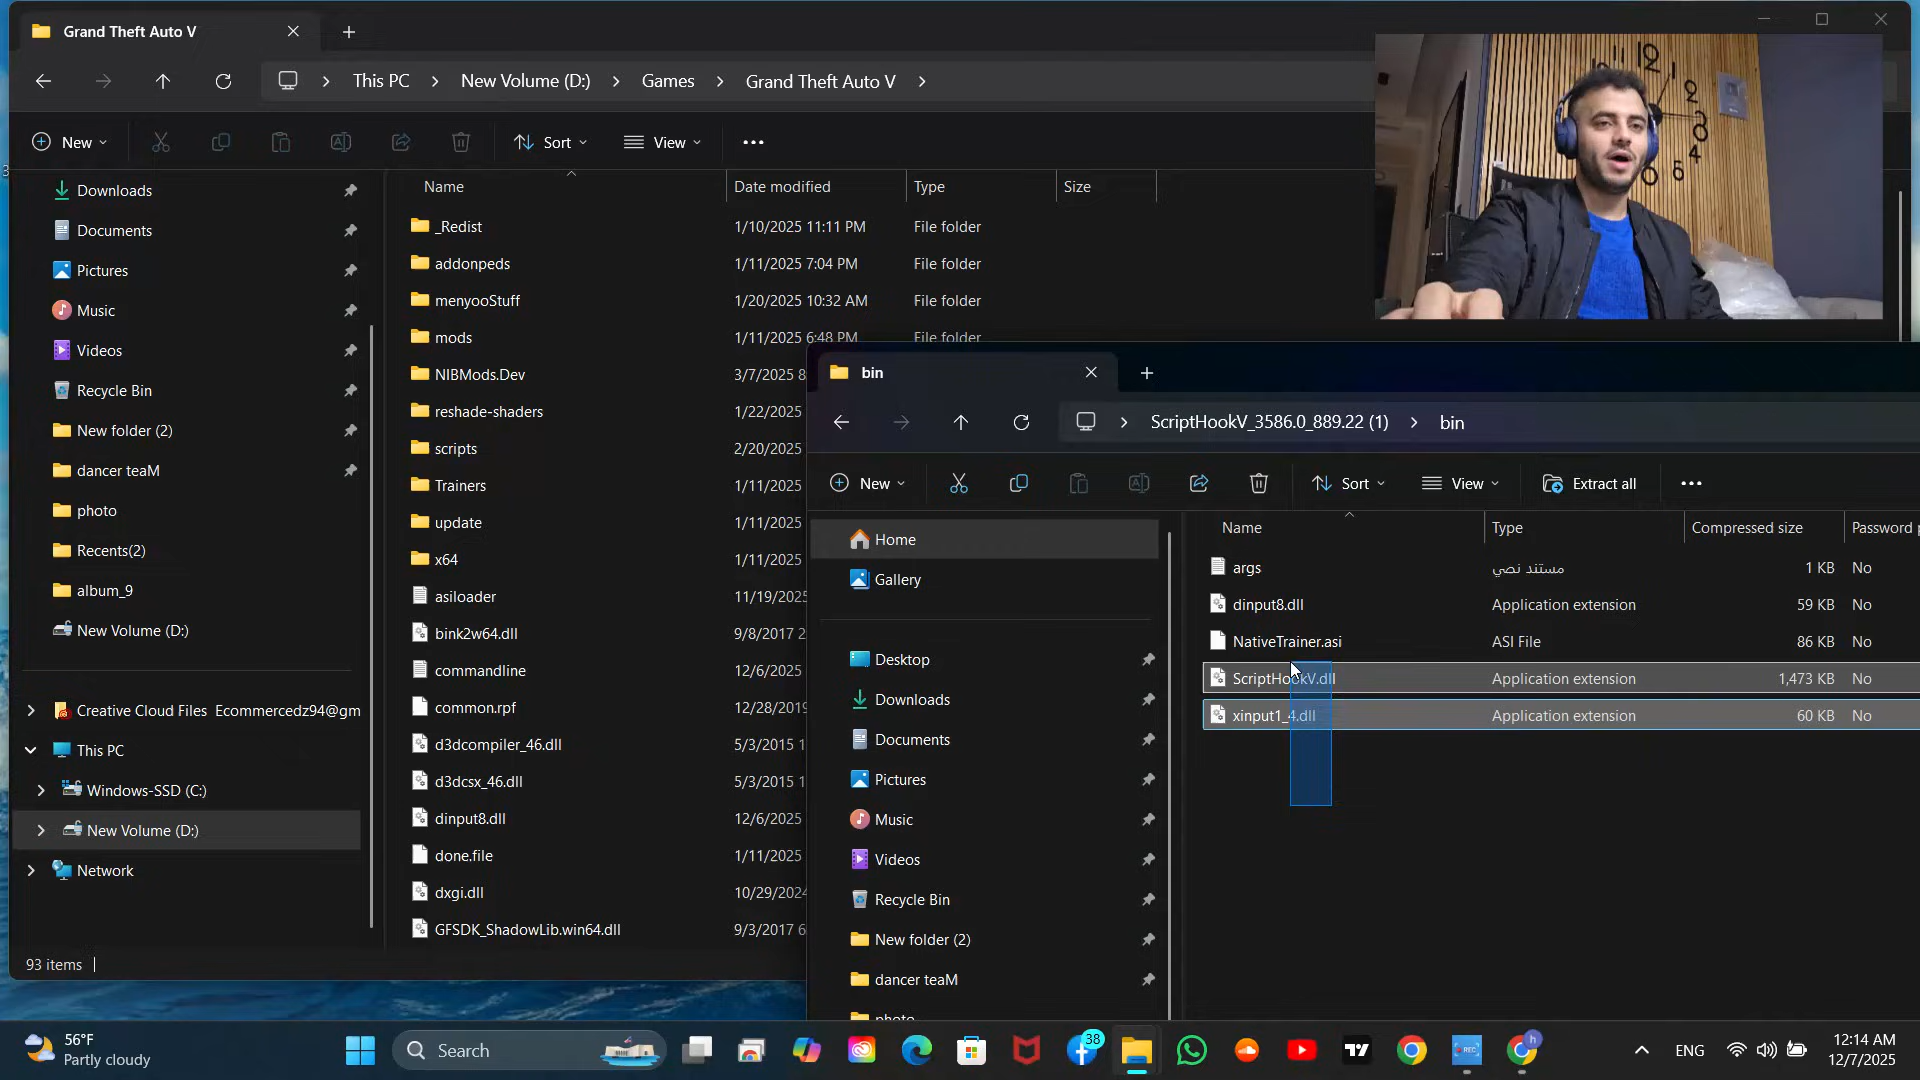 Grand Theft Auto V
This PC
New Volume (D:)
Games
Grand Theft Auto V
New
Sort
View
Downloads
Documents
Pictures
Music
Videos
Recycle Bin
New folder (2)
dancer teaM
photo
Recents(2)
album_9
New Volume (D:)
Creative Cloud Files Ecommercedz94@gm
This PC
Windows-SSD (C:)
New Volume (D:)
Network
93 items
Name Date modified Type Size
_Redist 1/10/2025 11:11 PM File folder
addonpeds 1/11/2025 7:04 PM File folder
menyooStuff 1/20/2025 10:32 AM File folder
mods 1/11/2025 6:48 PM File folder
NIBMods.Dev 3/7/2025 8
reshade-shaders 1/22/2025
scripts 2/20/2025
Trainers 1/11/2025
update 1/11/2025
x64 1/11/2025
asiloader 11/19/2025
bink2w64.dll 9/8/2017 2
commandline 12/6/2025
common.rpf 12/28/2019
d3dcompiler_46.dll 5/3/2015 1
d3dcsx_46.dll 5/3/2015 1
dinput8.dll 12/6/2025
done.file 1/11/2025
dxgi.dll 10/29/2024
GFSDK_ShadowLib.win64.dll 9/3/2017 6
12
2
3
4
6
bin
ScriptHookV_3586.0_889.22 (1)
bin
New
Sort
View
Extract all
Home
Gallery
Desktop
Downloads
Documents
Pictures
Music
Videos
Recycle Bin
New folder (2)
dancer teaM
photo
Name Type Compressed size Password p
args مستند نصي 1 KB No
dinput8.dll Application extension 59 KB No
NativeTrainer.asi ASI File 86 KB No
ScriptHookV.dll Application extension 1,473 KB No
xinput1_4.dll Application extension 60 KB No
56°F
Partly cloudy
Search
38
REC
h
ENG
12:14 AM
12/7/2025